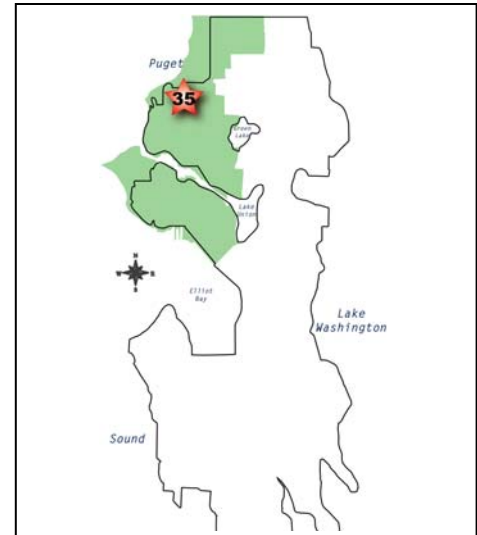 Puget
35
Green
Lake
Lake
Union
N
W
E
S
Elliot
Bay
Lake
Washington
Sound